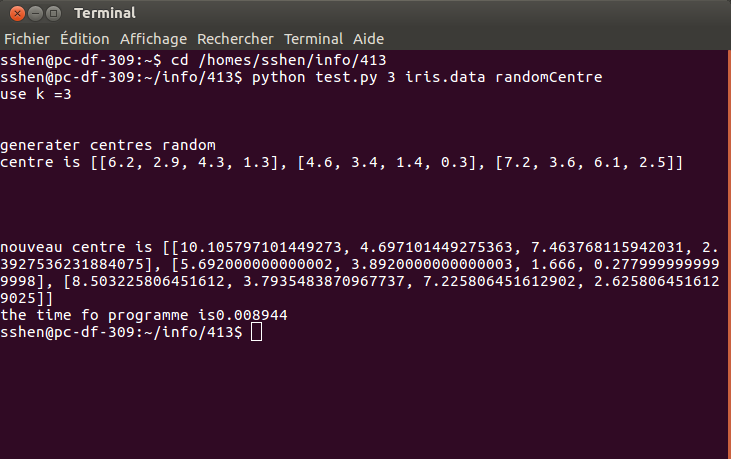 Terminal
Fichier Édition Affichage Rechercher Terminal Aide
sshen@pc-df-309:~$ cd /homes/sshen/info/413
sshen@pc-df-309:~/info/413$ python test.py 3 iris.data randomCentre
use k =3
generater centres random
centre is [[6.2, 2.9, 4.3, 1.3], [4.6, 3.4, 1.4, 0.3], [7.2, 3.6, 6.1, 2.5]]
nouveau centre is [[10.105797101449273, 4.697101449275363, 7.463768115942031, 2.
3927536231884075], [5.692000000000002, 3.8920000000000003, 1.666, 0.277999999999
9998], [8.503225806451612, 3.7935483870967737, 7.225806451612902, 2.625806451612
9025]]
the time fo programme is0.008944
sshen@pc-df-309:~/info/413$